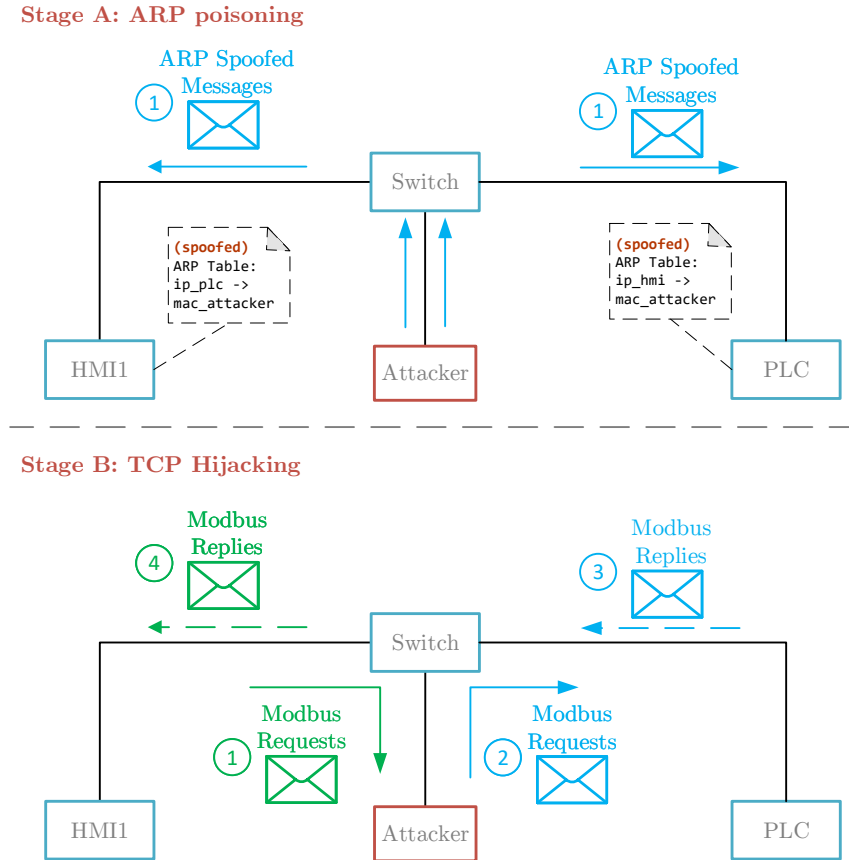 Stage A: ARP poisoning
ARP Spoofed
Messages
1
ARP Spoofed
Messages
1
Switch
(spoofed)
ARP Table:
ip_plc ->
mac_attacker
(spoofed)
ARP Table:
ip_hmi ->
mac_attacker
HMI1
Attacker
PLC
Stage B: TCP Hijacking
Modbus
Replies
4
Modbus
Replies
3
Switch
Modbus
Requests
1
Modbus
Requests
2
HMI1
Attacker
PLC